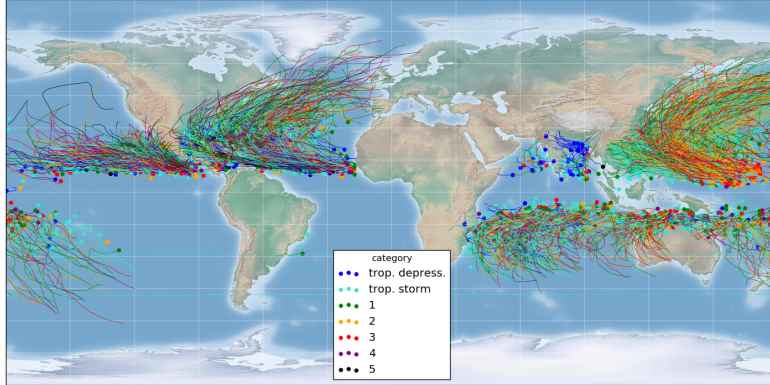 category
trop. depress.
trop. storm
1
2
3
4
5